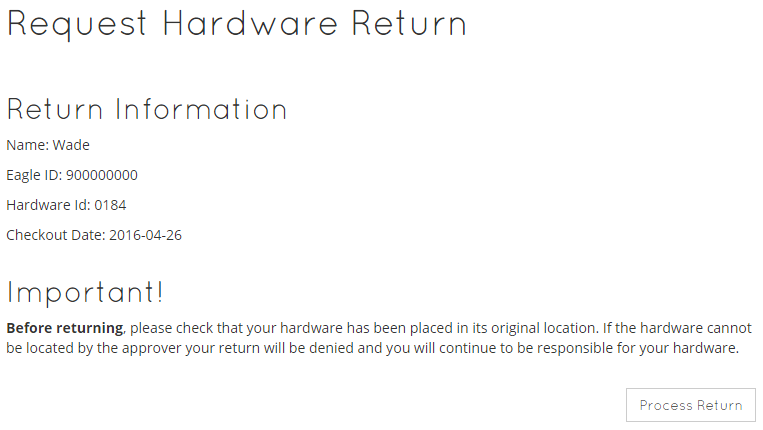 Request Hardware Return
Return Information
Name: Wade
Eagle ID: 900000000
Hardware Id: 0184
Checkout Date: 2016-04-26
Important!
Before returning, please check that your hardware has been placed in its original location. If the hardware cannot
be located by the approver your return will be denied and you will continue to be responsible for your hardware.
Process Return